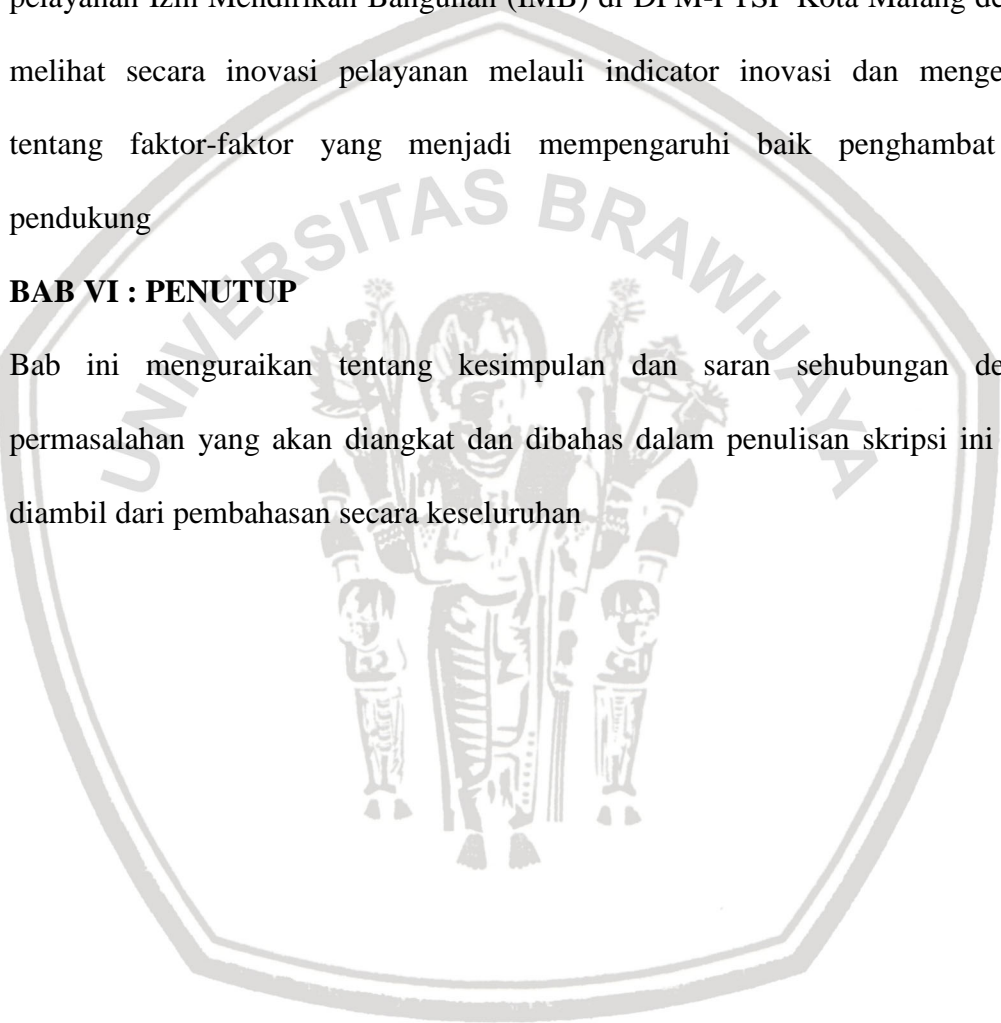 pelayanan Izin Mendirikan Bangunan (IMB) di DPM-PTSP Kota Malang
melihat secara inovasi pelayanan melauli indicator inovasi dan
tentang faktor-faktor yang menjadi mempengaruhi baik penghambat
pendukung
BAB VI : PENUTUP
Bab ini menguraikan tentang kesimpulan dan saran sehubungan
permasalahan yang akan diangkat dan dibahas dalam penulisan skripsi ini
diambil dari pembahasan secara keseluruhan
UNIVERSITAS BRAWIJAYA